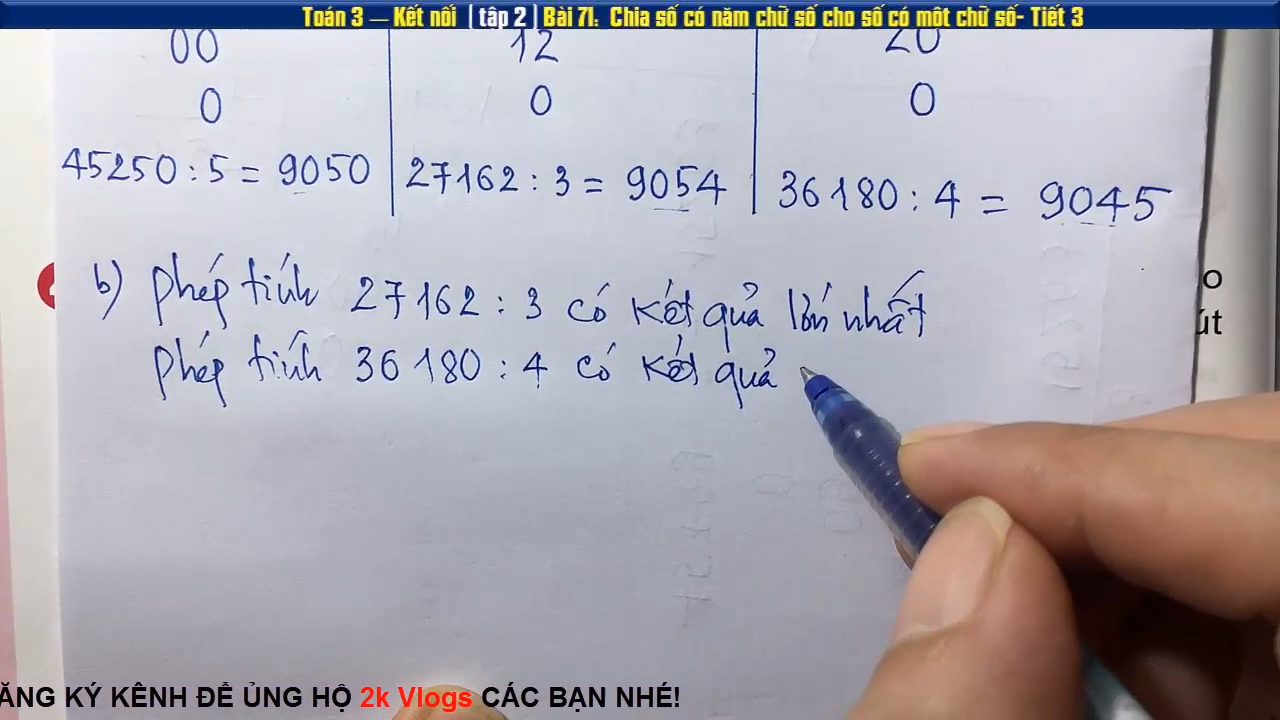 Toán 3 – Kết nối [ tập 2 ] Bài 71: Chia số có năm chữ số cho số có một chữ số- Tiết 3
00 12 20
0 0 0
45250 : 5 = 9050 27162 : 3 = 9054 36180 : 4 = 9045
b) phép tính 27162 : 3 có kết quả lớn nhất
phép tính 36180 : 4 có kết quả
o
út
ĂNG KÝ KÊNH ĐỂ ỦNG HỘ 2k Vlogs CÁC BẠN NHÉ!